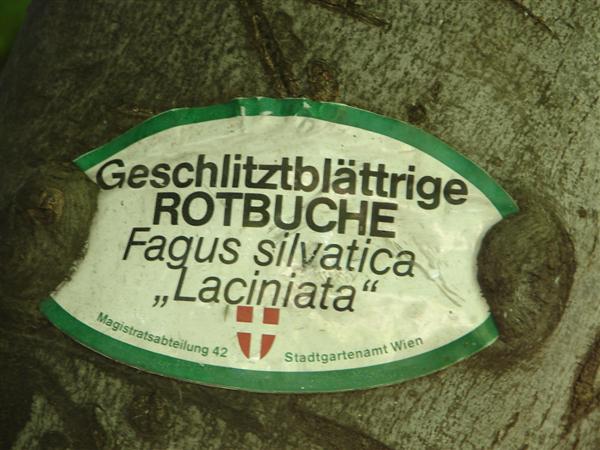 Geschlitztblättrige
ROTBUCHE
Fagus silvatica
„Laciniata“
Magistratsabteilung 42 Stadtgartenamt Wien